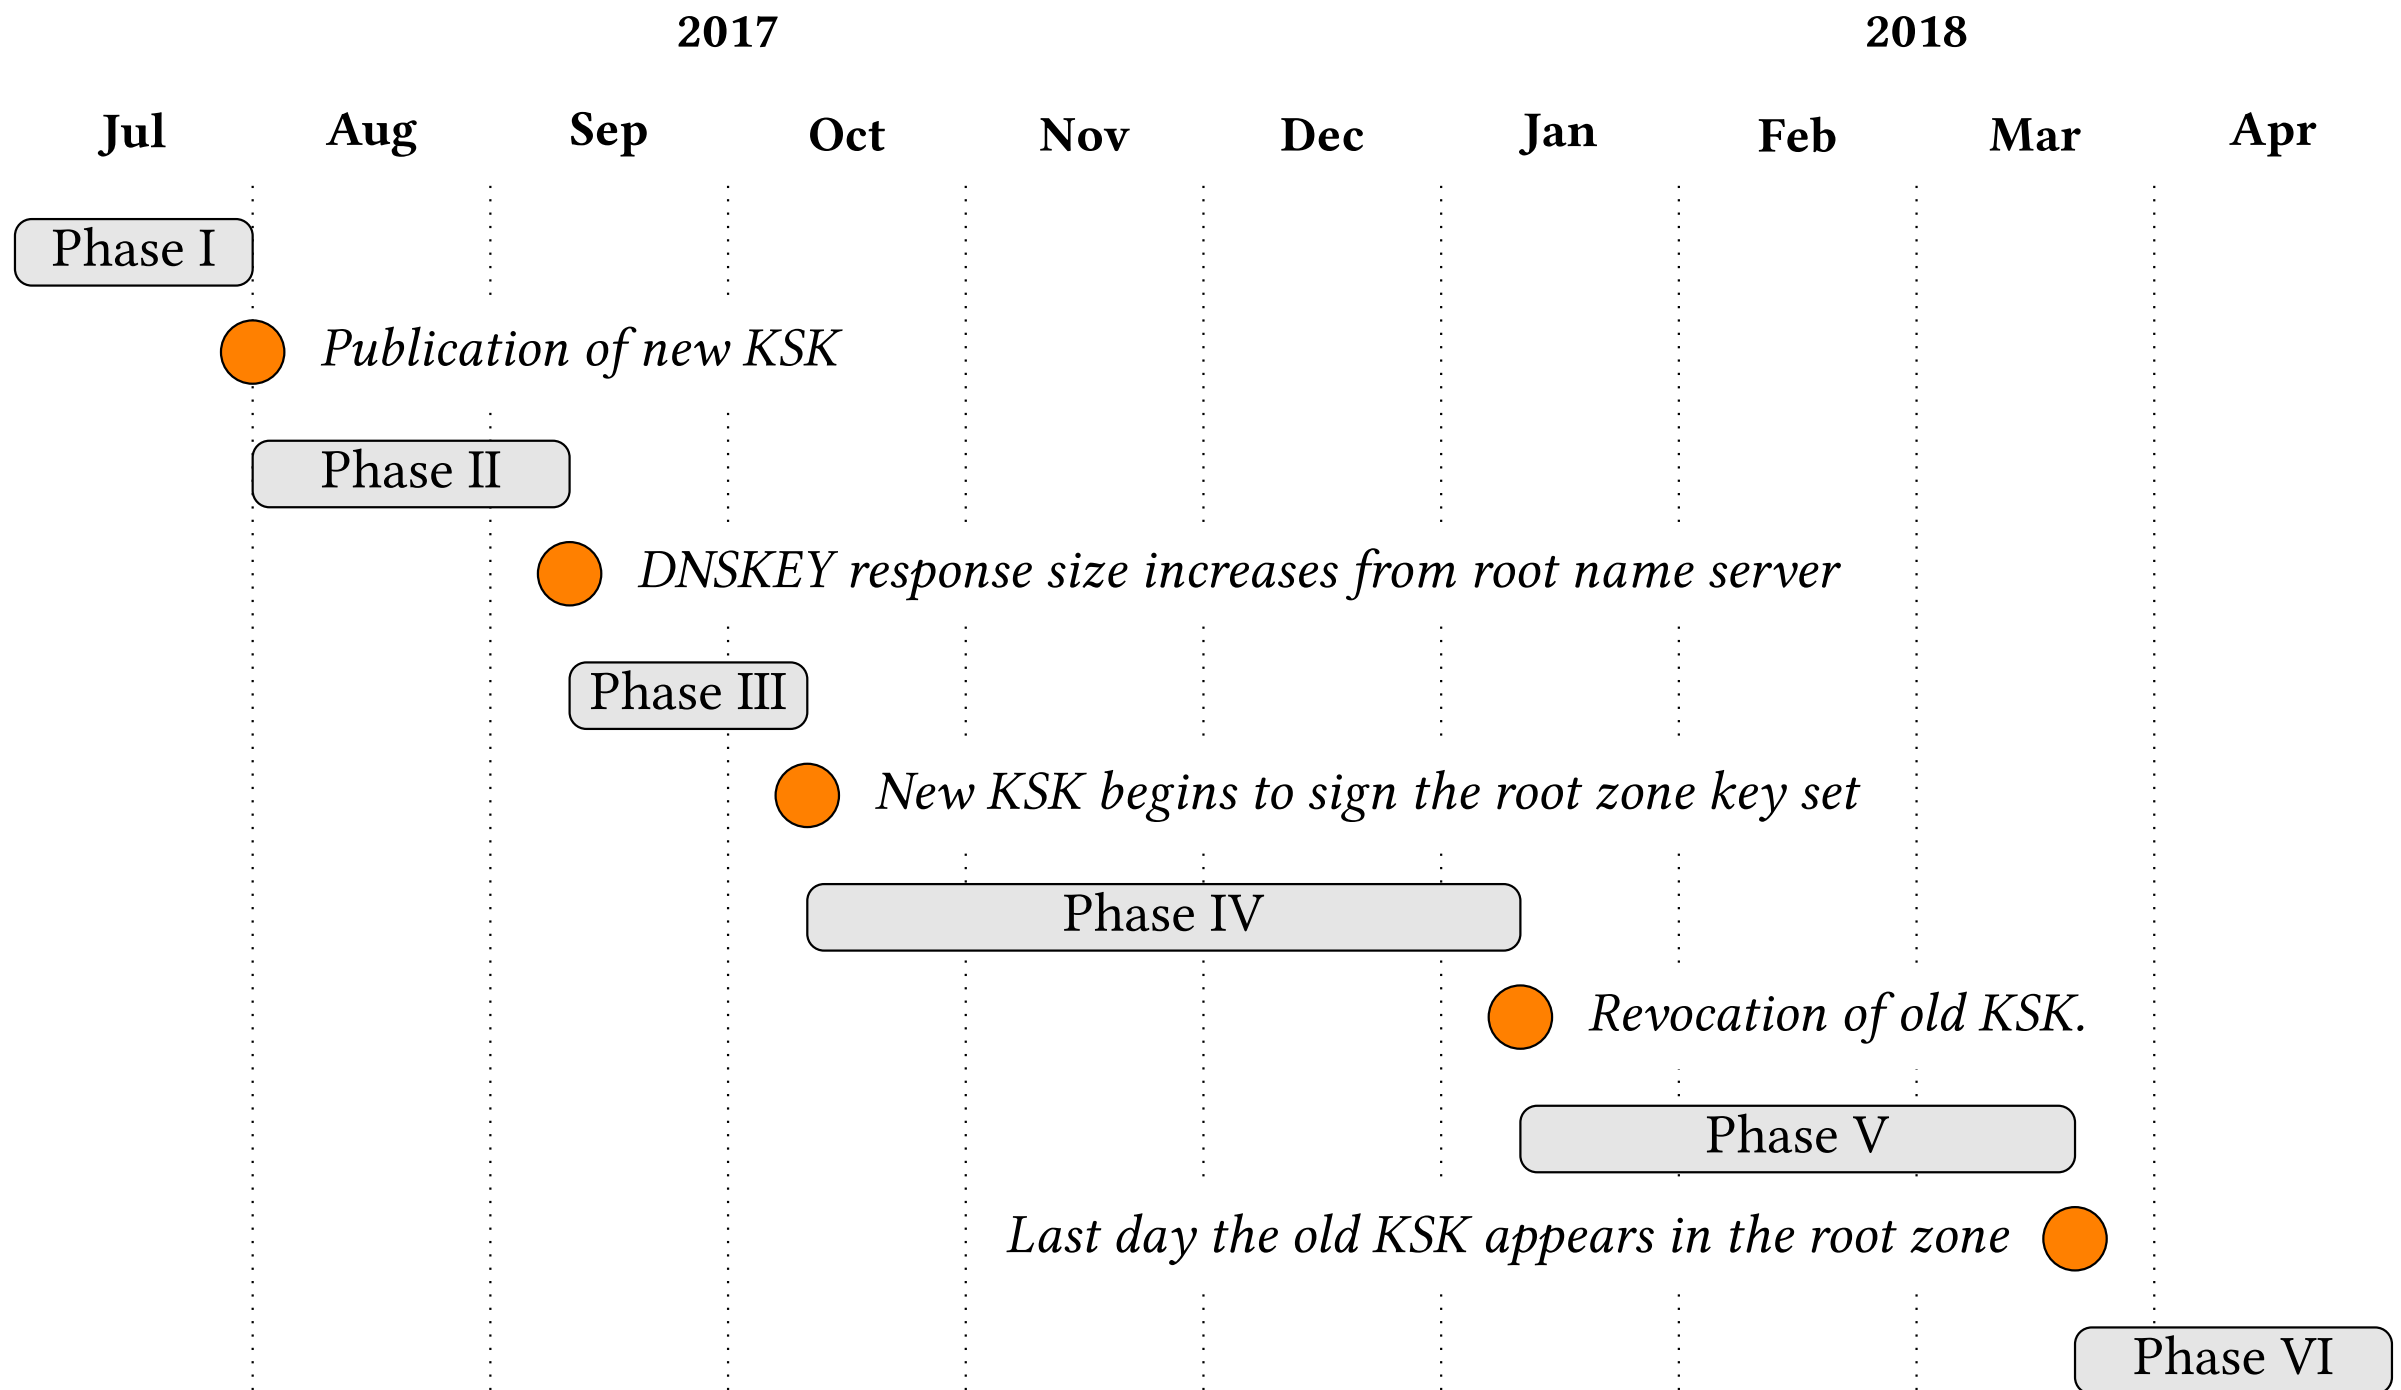 2017 2018
Jul Aug Sep Oct Nov Dec Jan Feb Mar Apr
Phase I
Publication of new KSK
Phase II
DNSKEY response size increases from root name server
Phase III
New KSK begins to sign the root zone key set
Phase IV
Revocation of old KSK.
Phase V
Last day the old KSK appears in the root zone
Phase VI